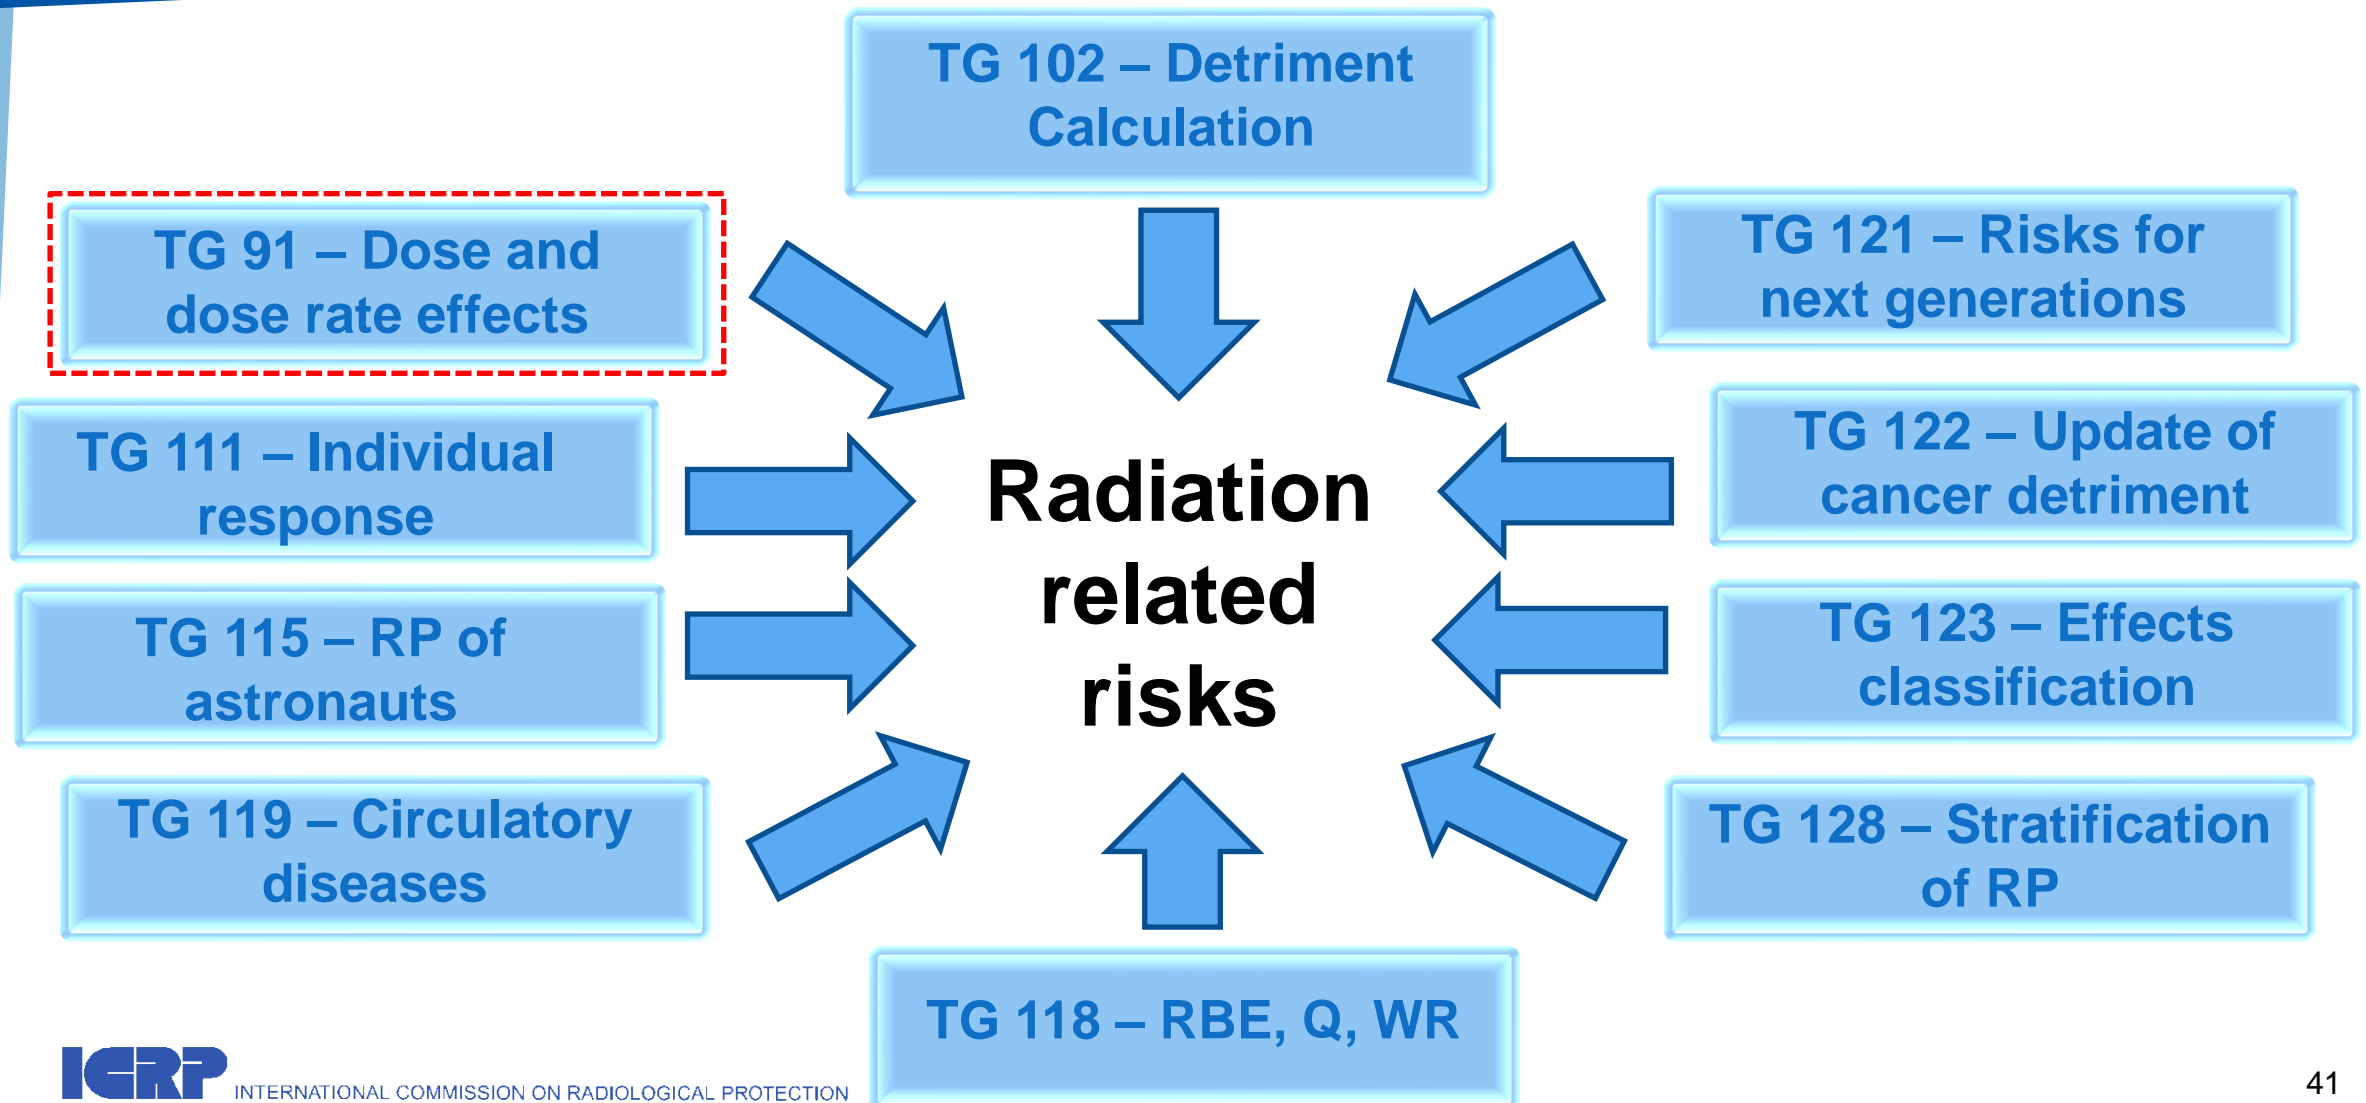 TG 102 – Detriment
Calculation
TG 91 – Dose and
dose rate effects
TG 111 – Individual
response
TG 115 – RP of
astronauts
TG 119 – Circulatory
diseases
Radiation
related
risks
TG 121 – Risks for
next generations
TG 122 – Update of
cancer detriment
TG 123 – Effects
classification
TG 128 – Stratification
of RP
TG 118 – RBE, Q, WR
ICRP INTERNATIONAL COMMISSION ON RADIOLOGICAL PROTECTION
41